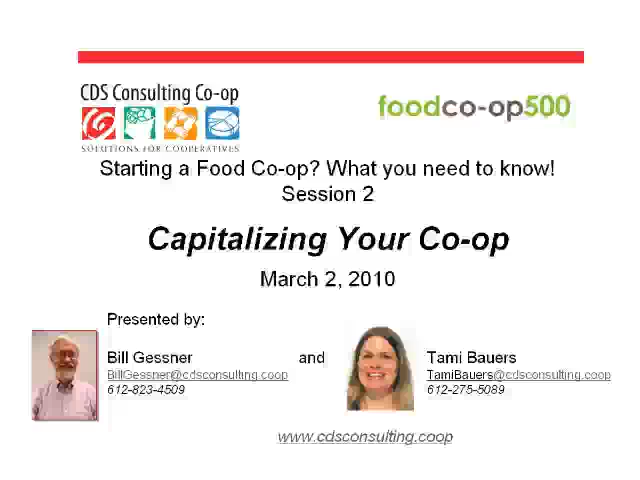 CDS Consulting Co-op
SOLUTIONS FOR COOPERATIVES
foodco-op500
Starting a Food Co-op? What you need to know!
Session 2
Capitalizing Your Co-op
March 2, 2010
Presented by:
Bill Gessner and Tami Bauers
BillGessner@cdsconsulting.coop TamiBauers@cdsconsulting.coop
612-823-4509 612-275-5089
www.cdsconsulting.coop